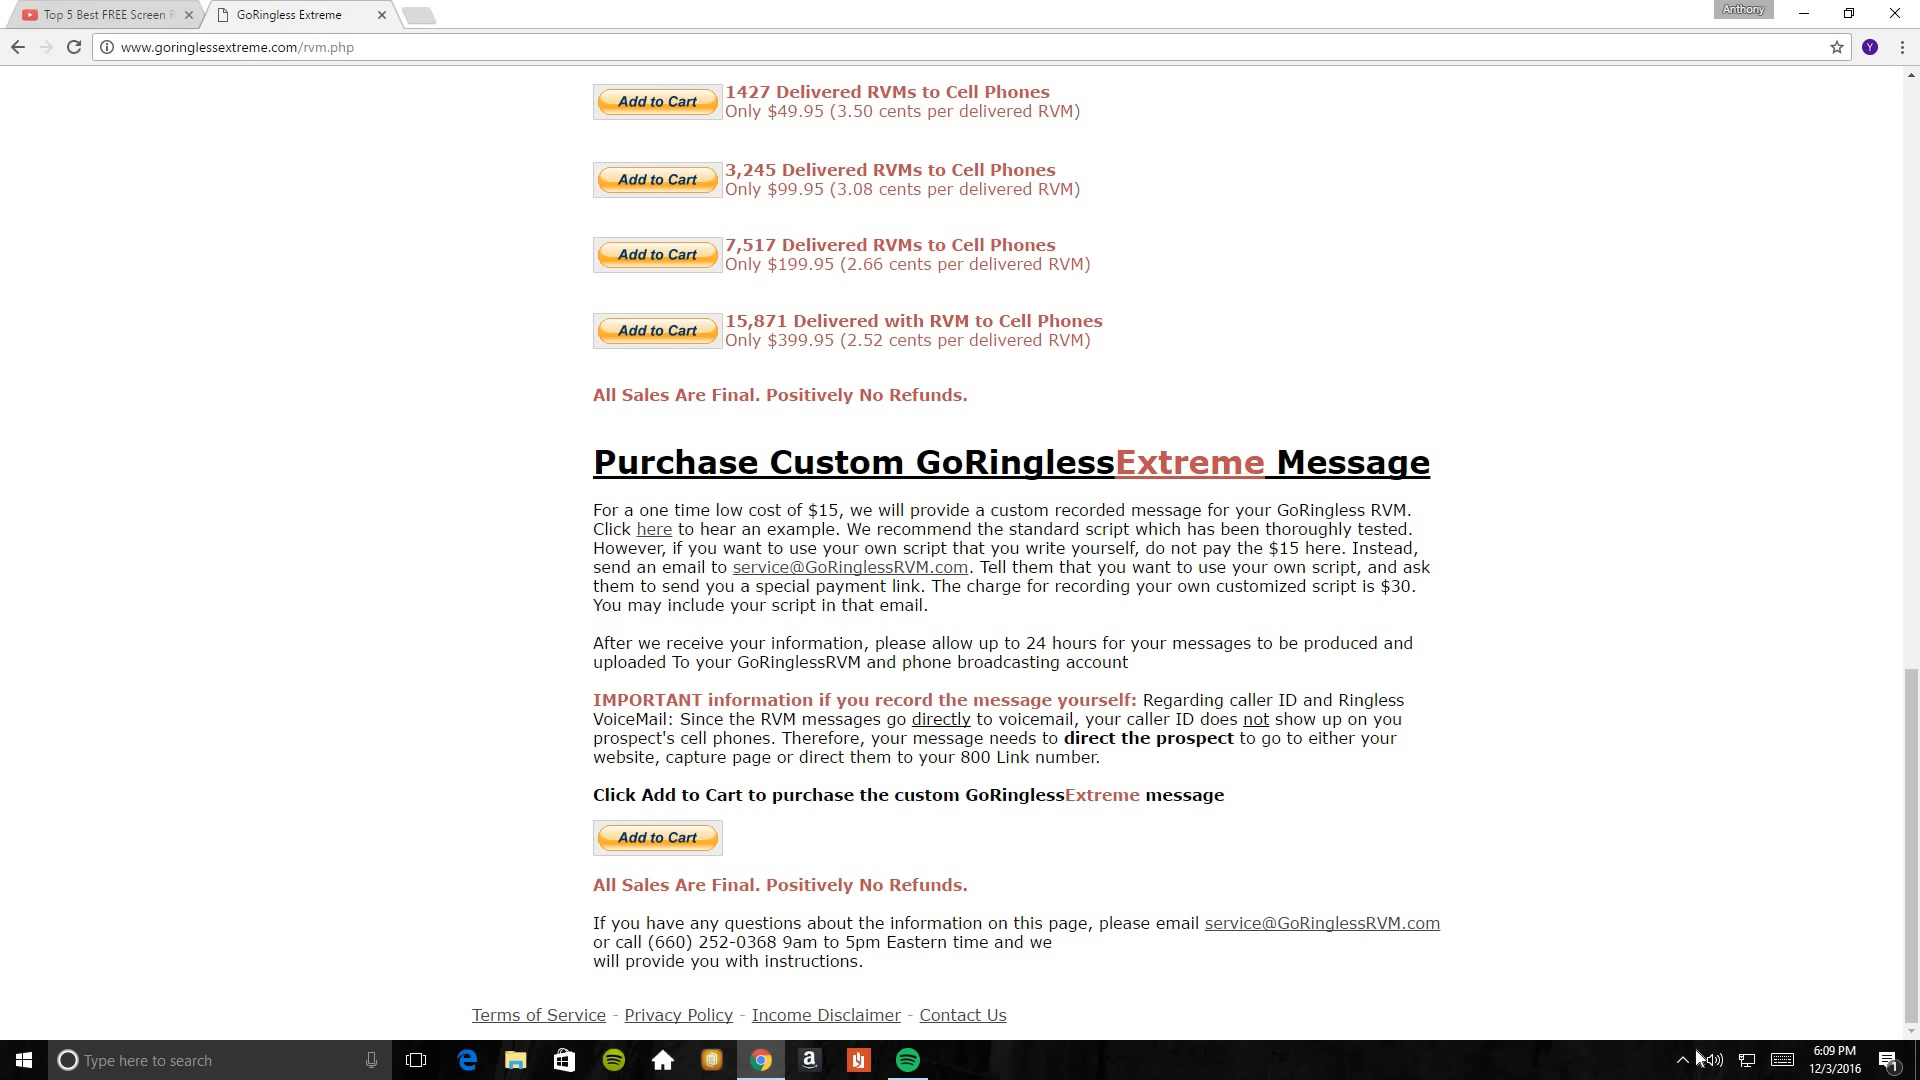 Top 5 Best FREE Screen R
GoRingless Extreme
Anthony
www.goringlessextreme.com/rvm.php
Y
Add to Cart
1427 Delivered RVMs to Cell Phones
Only $49.95 (3.50 cents per delivered RVM)
Add to Cart
3,245 Delivered RVMs to Cell Phones
Only $99.95 (3.08 cents per delivered RVM)
Add to Cart
7,517 Delivered RVMs to Cell Phones
Only $199.95 (2.66 cents per delivered RVM)
Add to Cart
15,871 Delivered with RVM to Cell Phones
Only $399.95 (2.52 cents per delivered RVM)
All Sales Are Final. Positively No Refunds.
Purchase Custom GoRinglessExtreme Message
For a one time low cost of $15, we will provide a custom recorded message for your GoRingless RVM.
Click here to hear an example. We recommend the standard script which has been thoroughly tested.
However, if you want to use your own script that you write yourself, do not pay the $15 here. Instead,
send an email to service@GoRinglessRVM.com. Tell them that you want to use your own script, and ask
them to send you a special payment link. The charge for recording your own customized script is $30.
You may include your script in that email.
After we receive your information, please allow up to 24 hours for your messages to be produced and
uploaded To your GoRinglessRVM and phone broadcasting account
IMPORTANT information if you record the message yourself: Regarding caller ID and Ringless
VoiceMail: Since the RVM messages go directly to voicemail, your caller ID does not show up on you
prospect's cell phones. Therefore, your message needs to direct the prospect to go to either your
website, capture page or direct them to your 800 Link number.
Click Add to Cart to purchase the custom GoRinglessExtreme message
Add to Cart
All Sales Are Final. Positively No Refunds.
If you have any questions about the information on this page, please email service@GoRinglessRVM.com
or call (660) 252-0368 9am to 5pm Eastern time and we
will provide you with instructions.
Terms of Service - Privacy Policy - Income Disclaimer - Contact Us
Type here to search
6:09 PM
12/3/2016
1